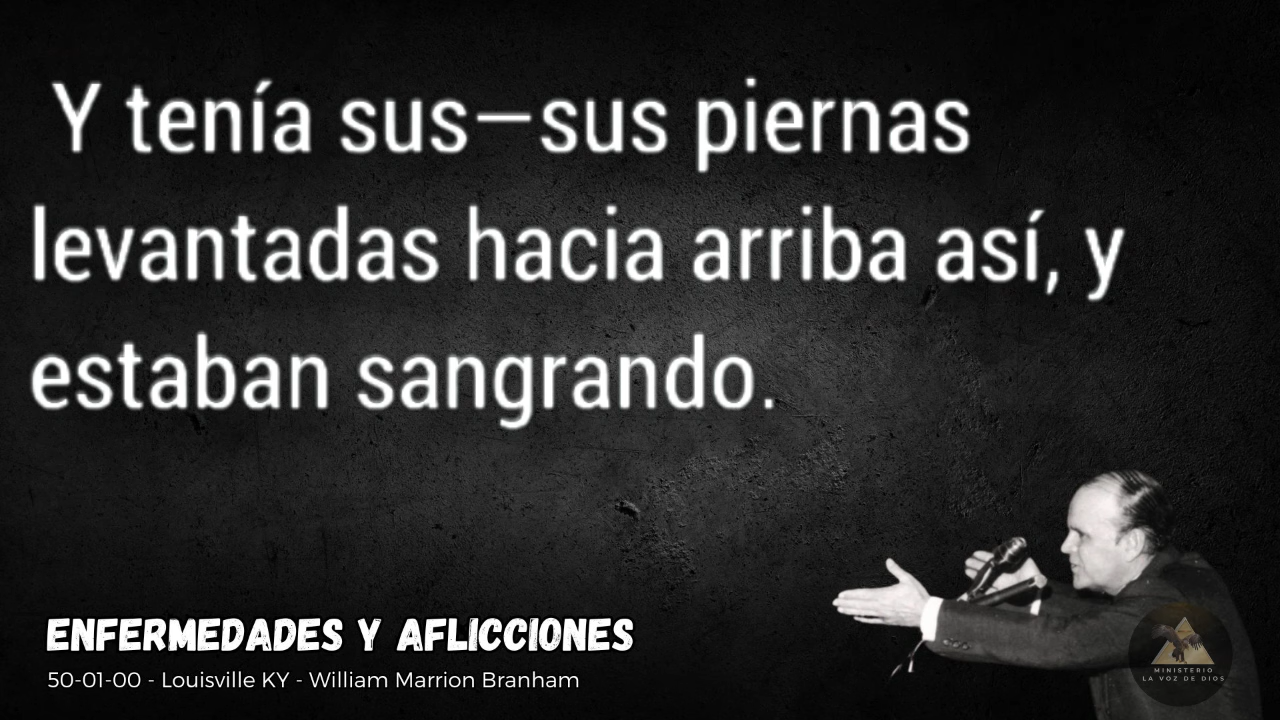 Y tenía sus—sus piernas
levantadas hacia arriba así, y
estaban sangrando.
ENFERMEDADES Y AFLICCIONES
50-01-00 - Louisville KY - William Marrion Branham
MINISTERIO
LA VOZ DE DIOS